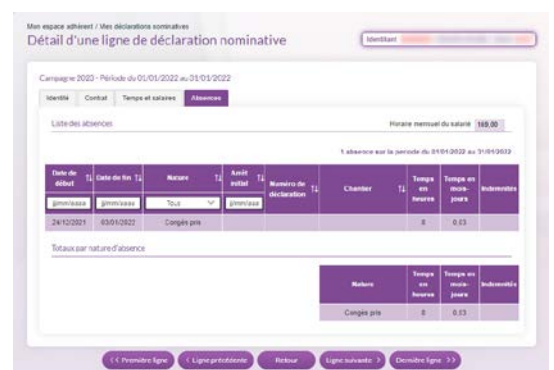 Mon espace adhérent / Mes déclarations nominatives
Détail d'une ligne de déclaration nominative
Identifiant
Campagne 2023 - Période du 01/01/2022 au 31/01/2022
Identité Contrat Temps et salaires Absences
Liste des absences
Horaire mensuel du salarié 169,00
1 absence sur la période du 01/01/2022 au 31/01/2022
Date de début Date de fin Nature Arrêt initial Numéro de déclaration Chantier Temps en heures Temps en mois-jours Indemnités
jj/mm/aaaa jj/mm/aaaa Tous jj/mm/aaa
24/12/2021 03/01/2022 Congés pris 8 0,03
Totaux par nature d'absence
Nature Temps en heures Temps en mois-jours Indemnités
Congés pris 8 0,03
<< Première ligne < Ligne précédente Retour Ligne suivante > Dernière ligne >>